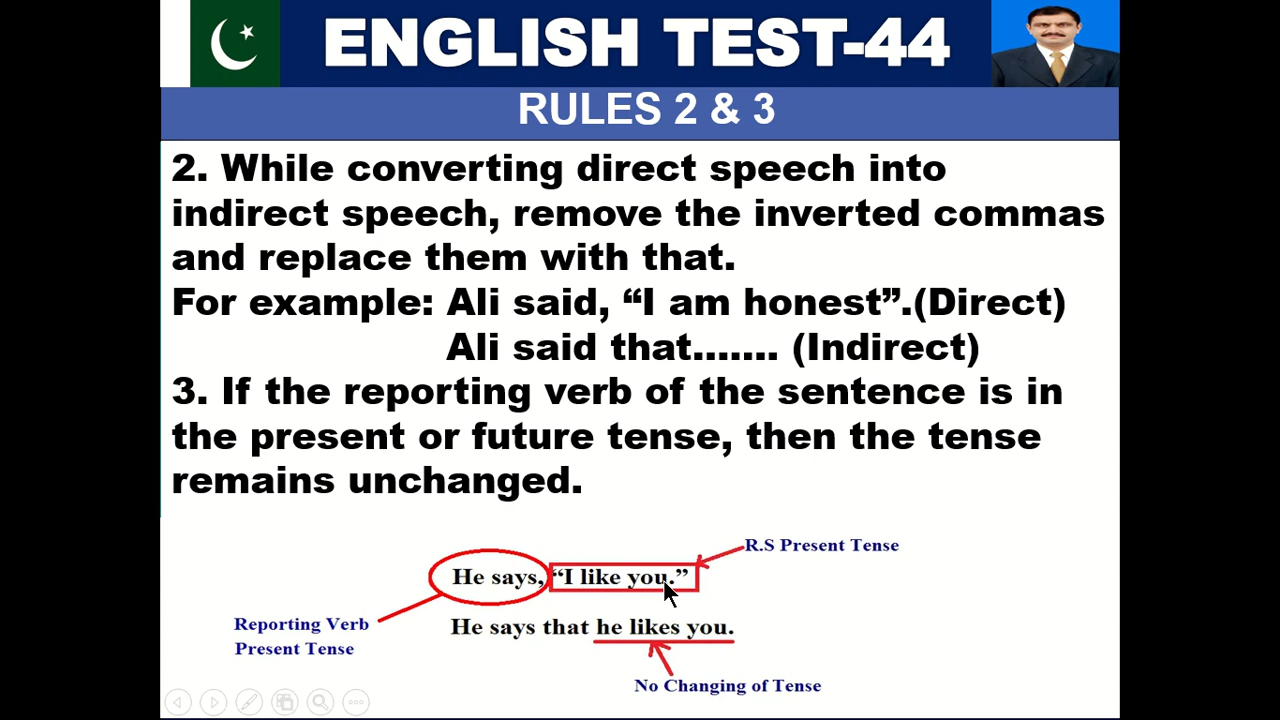 ENGLISH TEST-44
RULES 2 & 3
2. While converting direct speech into
indirect speech, remove the inverted commas
and replace them with that.
For example: Ali said, “I am honest”.(Direct)
Ali said that....... (Indirect)
3. If the reporting verb of the sentence is in
the present or future tense, then the tense
remains unchanged.
R.S Present Tense
He says, “I like you.”
Reporting Verb
Present Tense
He says that he likes you.
No Changing of Tense